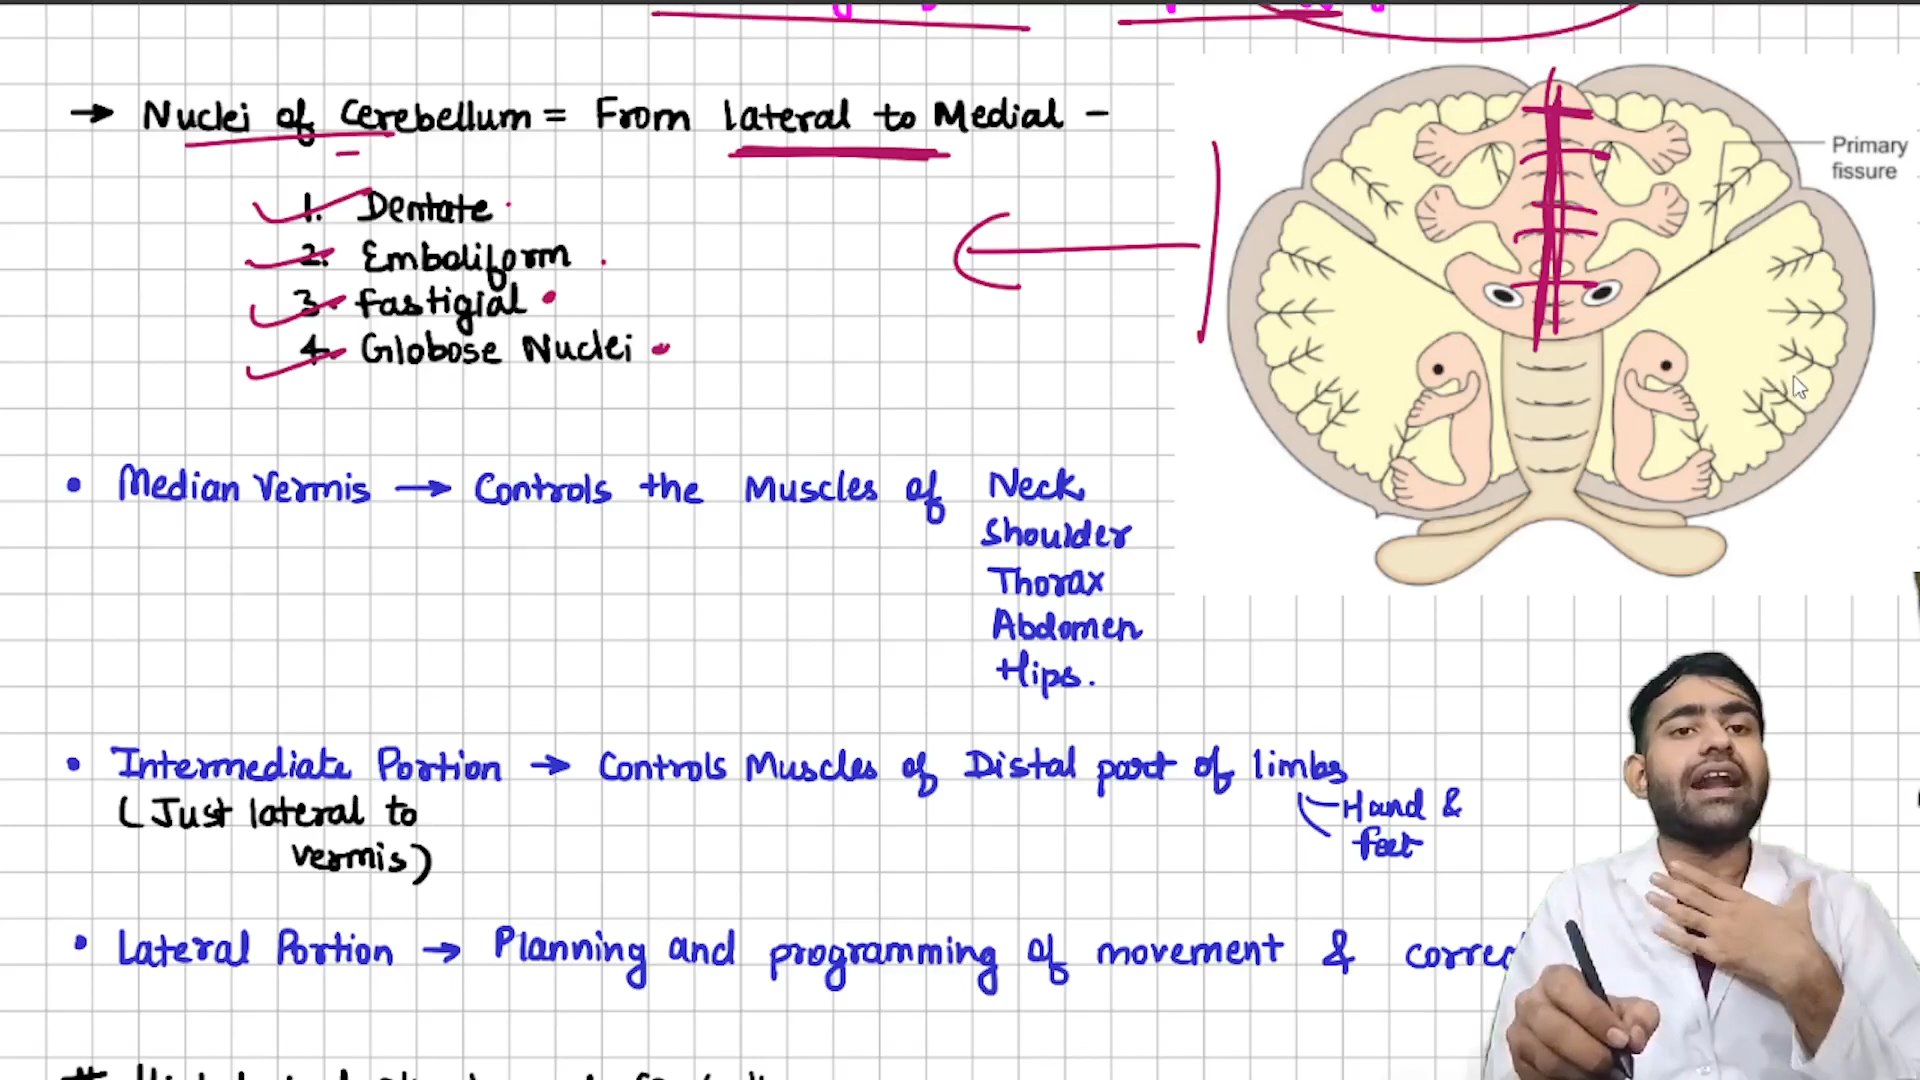 → Nuclei of Cerebellum = From lateral to Medial -
1. Dentate
2. Emboliform
3. Fastigial
4. Globose Nuclei
Primary
fissure
• Median Vermis → Controls the Muscles of Neck
Shoulder
Thorax
Abdomen
Hips.
• Intermediate Portion → Controls Muscles of Distal part of limbs
Hand &
feet
(Just lateral to
vermis)
• Lateral Portion → Planning and programming of movement &